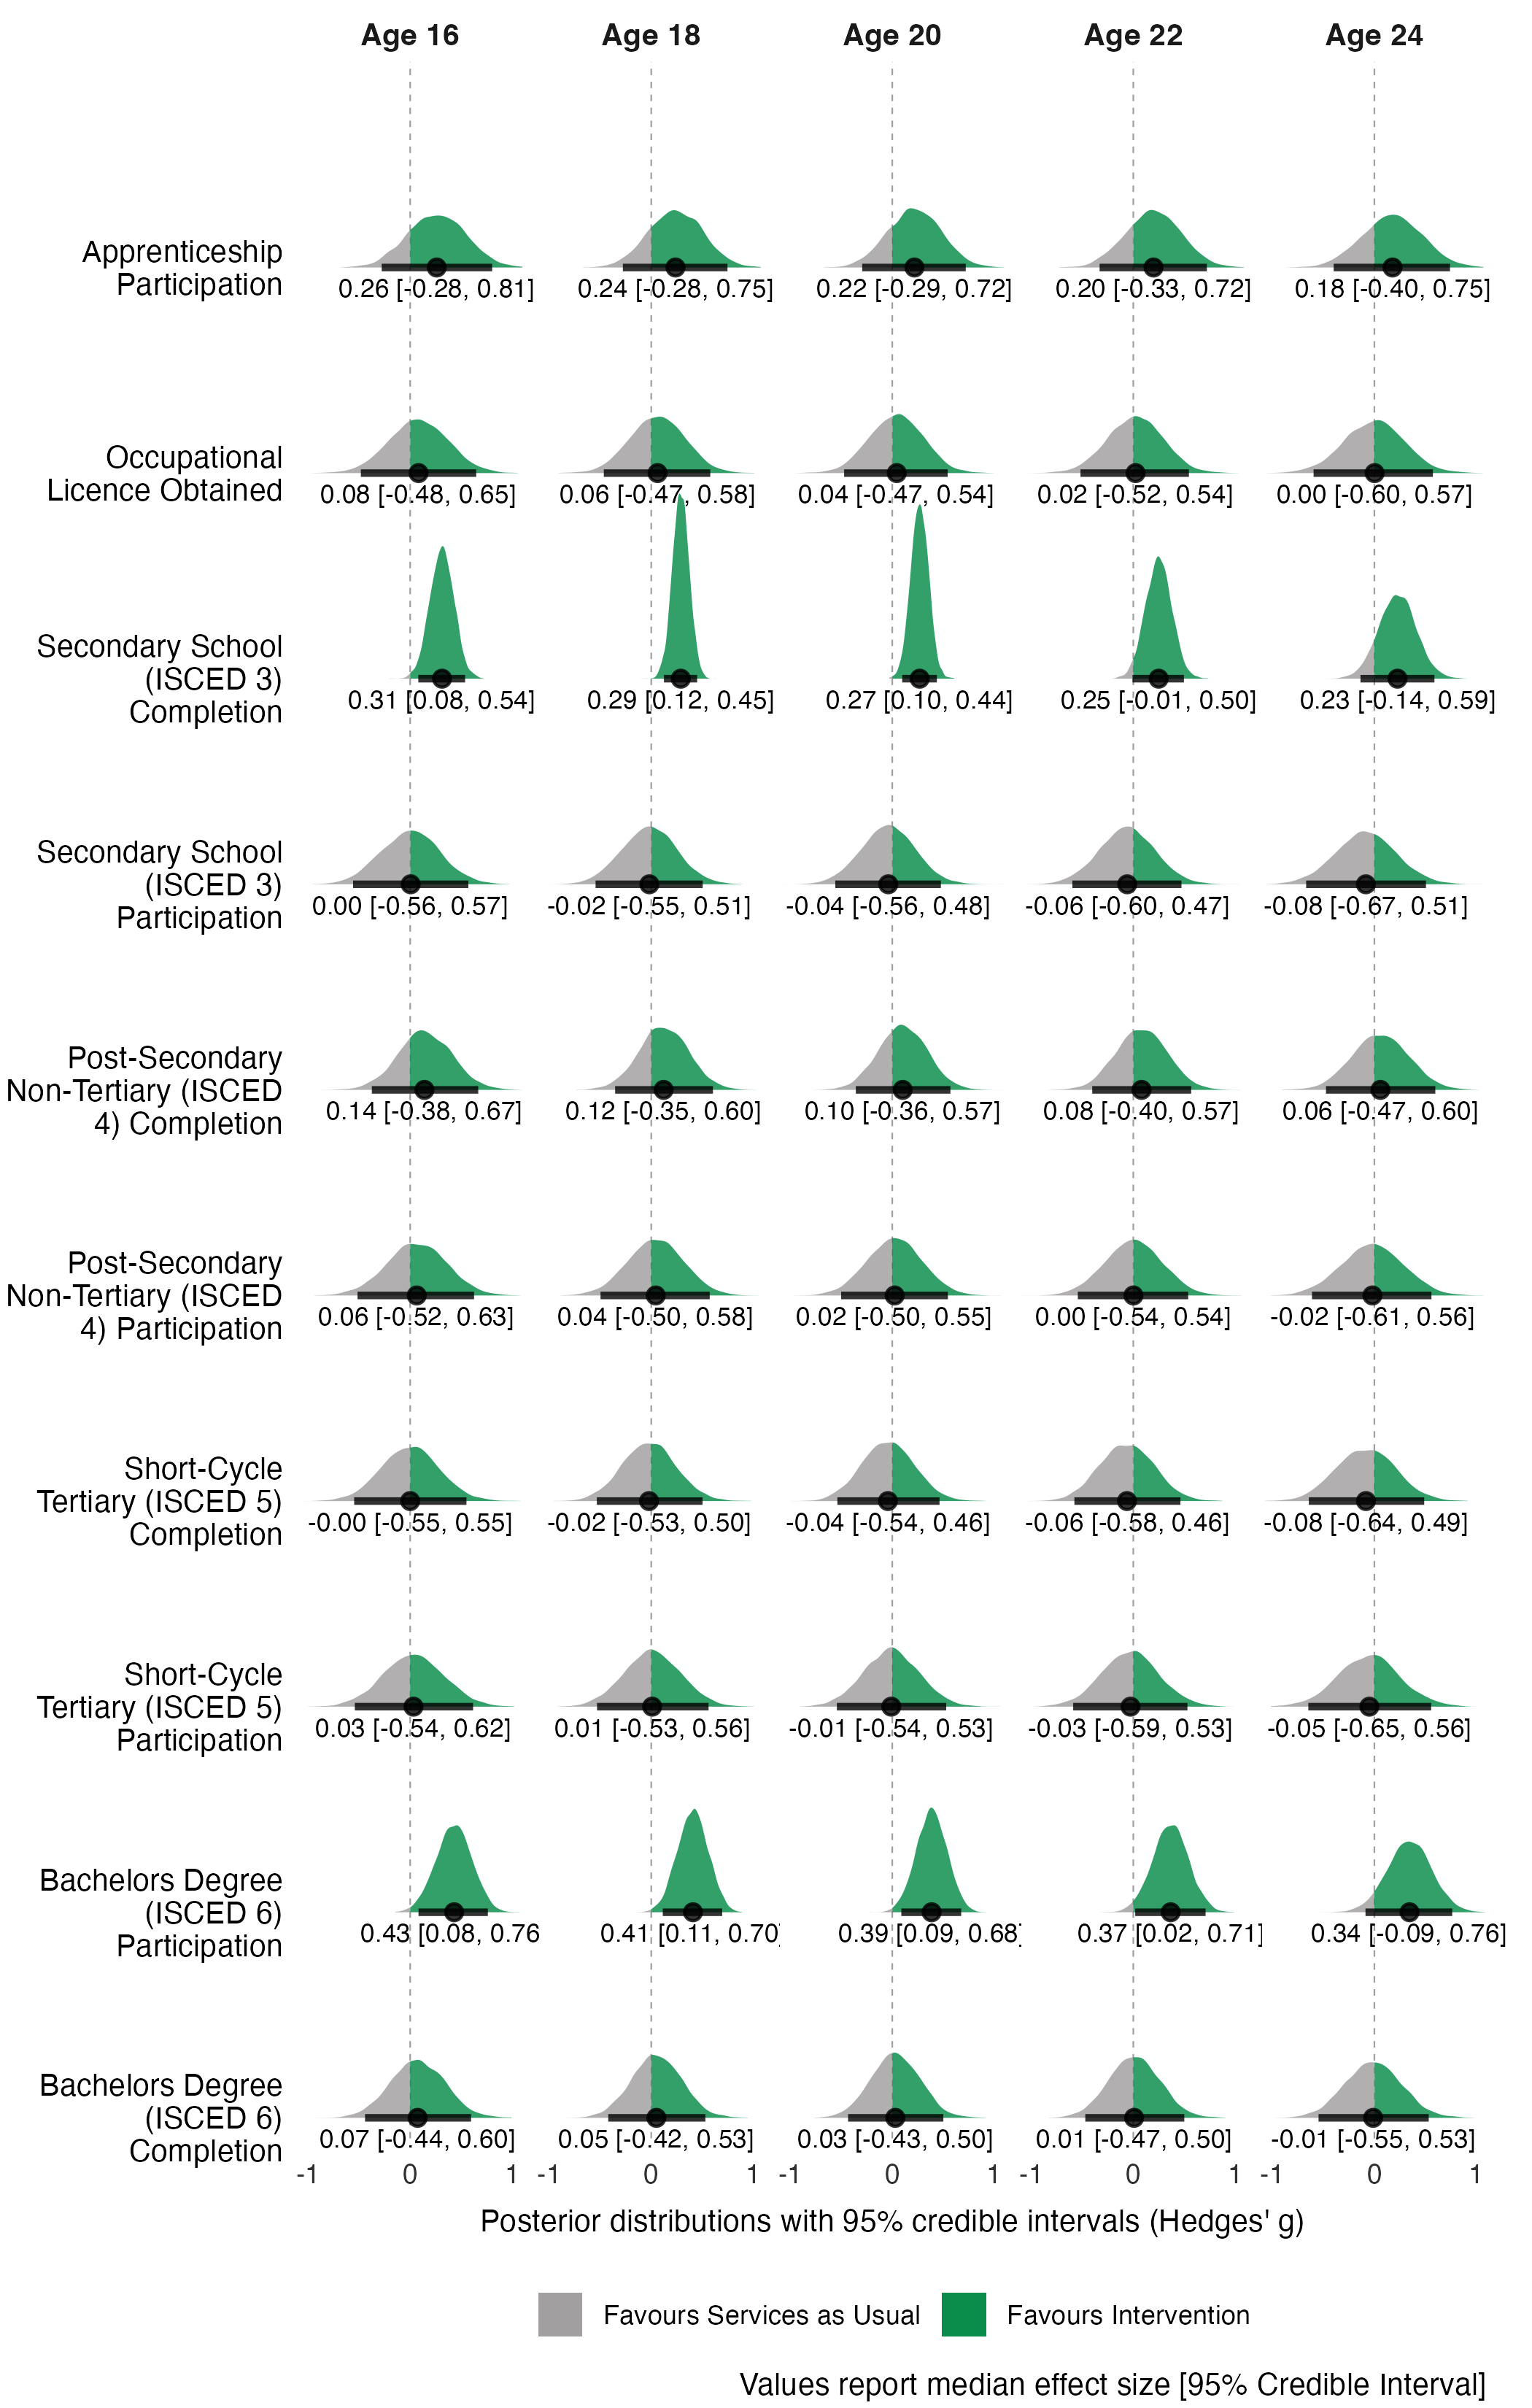 Age 16 Age 18 Age 20 Age 22 Age 24
Apprenticeship
Participation
0.26 [-0.28, 0.81] 0.24 [-0.28, 0.75] 0.22 [-0.29, 0.72] 0.20 [-0.33, 0.72] 0.18 [-0.40, 0.75]
Occupational
Licence Obtained
0.08 [-0.48, 0.65] 0.06 [-0.47, 0.58] 0.04 [-0.47, 0.54] 0.02 [-0.52, 0.54] 0.00 [-0.60, 0.57]
Secondary School
(ISCED 3)
Completion
0.31 [0.08, 0.54] 0.29 [0.12, 0.45] 0.27 [0.10, 0.44] 0.25 [-0.01, 0.50] 0.23 [-0.14, 0.59]
Secondary School
(ISCED 3)
Participation
0.00 [-0.56, 0.57] -0.02 [-0.55, 0.51] -0.04 [-0.56, 0.48] -0.06 [-0.60, 0.47] -0.08 [-0.67, 0.51]
Post-Secondary
Non-Tertiary (ISCED
4) Completion
0.14 [-0.38, 0.67] 0.12 [-0.35, 0.60] 0.10 [-0.36, 0.57] 0.08 [-0.40, 0.57] 0.06 [-0.47, 0.60]
Post-Secondary
Non-Tertiary (ISCED
4) Participation
0.06 [-0.52, 0.63] 0.04 [-0.50, 0.58] 0.02 [-0.50, 0.55] 0.00 [-0.54, 0.54] -0.02 [-0.61, 0.56]
Short-Cycle
Tertiary (ISCED 5)
Completion
-0.00 [-0.55, 0.55] -0.02 [-0.53, 0.50] -0.04 [-0.54, 0.46] -0.06 [-0.58, 0.46] -0.08 [-0.64, 0.49]
Short-Cycle
Tertiary (ISCED 5)
Participation
0.03 [-0.54, 0.62] 0.01 [-0.53, 0.56] -0.01 [-0.54, 0.53] -0.03 [-0.59, 0.53] -0.05 [-0.65, 0.56]
Bachelors Degree
(ISCED 6)
Participation
0.43 [0.08, 0.76 0.41 [0.11, 0.70] 0.39 [0.09, 0.68] 0.37 [0.02, 0.71] 0.34 [-0.09, 0.76]
Bachelors Degree
(ISCED 6)
Completion
0.07 [-0.44, 0.60] 0.05 [-0.42, 0.53] 0.03 [-0.43, 0.50] 0.01 [-0.47, 0.50] -0.01 [-0.55, 0.53]
-1 0 1 -1 0 1 -1 0 1 -1 0 1 -1 0 1
Posterior distributions with 95% credible intervals (Hedges' g)
Favours Services as Usual Favours Intervention
Values report median effect size [95% Credible Interval]